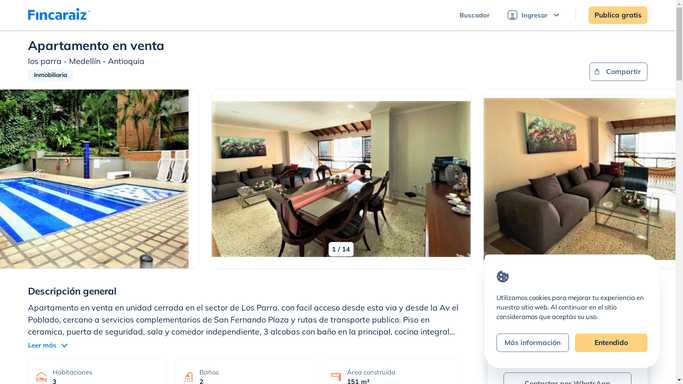 Fincaraiz
Buscador
Ingresar
Publica gratis
Apartamento en venta
los parra - Medellín - Antioquia
Inmobiliaria
Compartir
1 / 14
Descripción general
Apartamento en venta en unidad cerrada en el sector de Los Parra, con facil acceso desde esta via y desde la Av el
Poblado, cercano a servicios complementarios de San Fernando Plaza y rutas de transporte publico. Piso en
ceramica, puerta de seguridad, sala y comedor independiente, 3 alcobas con baño en la principal, cocina integral...
Leer más
Habitaciones
3
Baños
2
Área construida
151 m²
Utilizamos cookies para mejorar tu experiencia en
nuestro sitio web. Al continuar en el sitio
consideramos que aceptas su uso.
Más información
Entendido
Contactar por WhatsApp